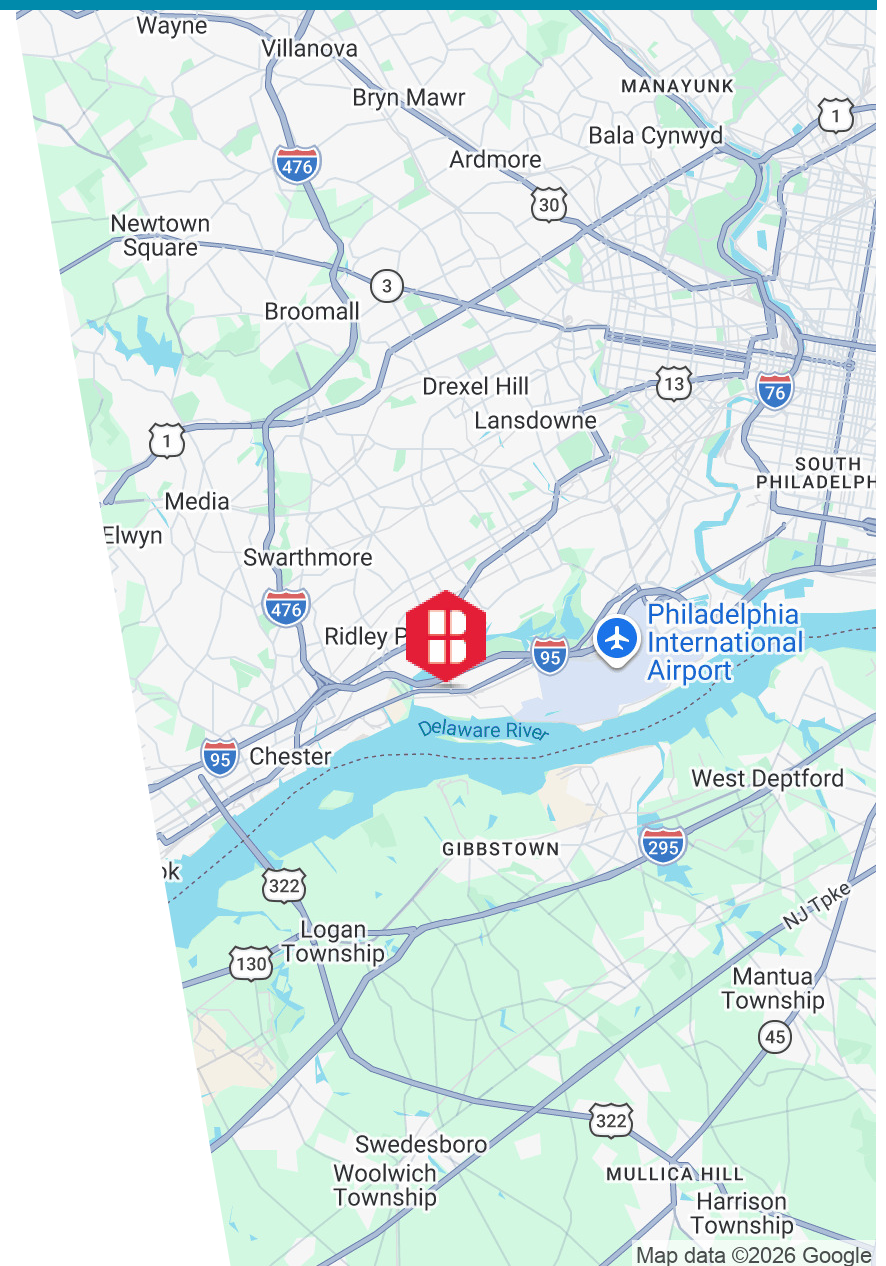 Wayne
Villanova
Bryn Mawr
MANAYUNK
1
Bala Cynwyd
Ardmore
476
30
Newtown
Square
3
Broomall
Drexel Hill
13
76
Lansdowne
1
SOUTH
PHILADELPH
Media
Elwyn
Swarthmore
476
Philadelphia
International
Airport
Ridley P
95
Delaware River
95
Chester
West Deptford
GIBBSTOWN
295
ok
322
NJ Tpke
Logan
Township
130
Mantua
Township
45
322
Swedesboro
Woolwich
Township
MULLICA HILL
Harrison
Township
Map data ©2026 Google